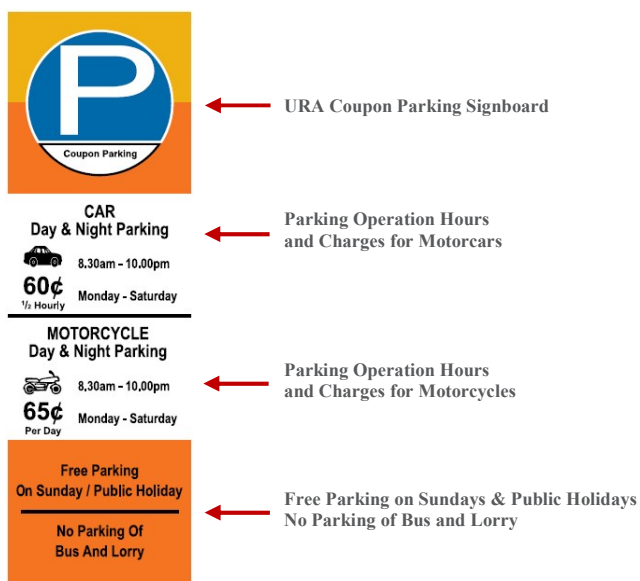 P
Coupon Parking
URA Coupon Parking Signboard
CAR
Day & Night Parking
8.30am – 10.00pm
60¢
½ Hourly
Monday - Saturday
Parking Operation Hours
and Charges for Motorcars
MOTORCYCLE
Day & Night Parking
8,30am – 10,00pm
65¢
Per Day
Monday - Saturday
Parking Operation Hours
and Charges for Motorcycles
Free Parking
On Sunday / Public Holiday
No Parking Of
Bus And Lorry
Free Parking on Sundays & Public Holidays
No Parking of Bus and Lorry